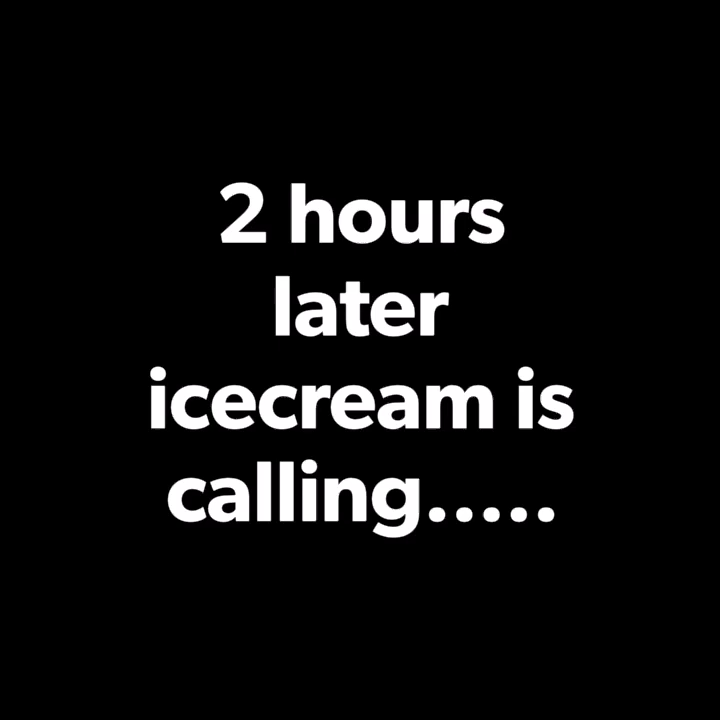 2 hours
later
icecream is
calling.....